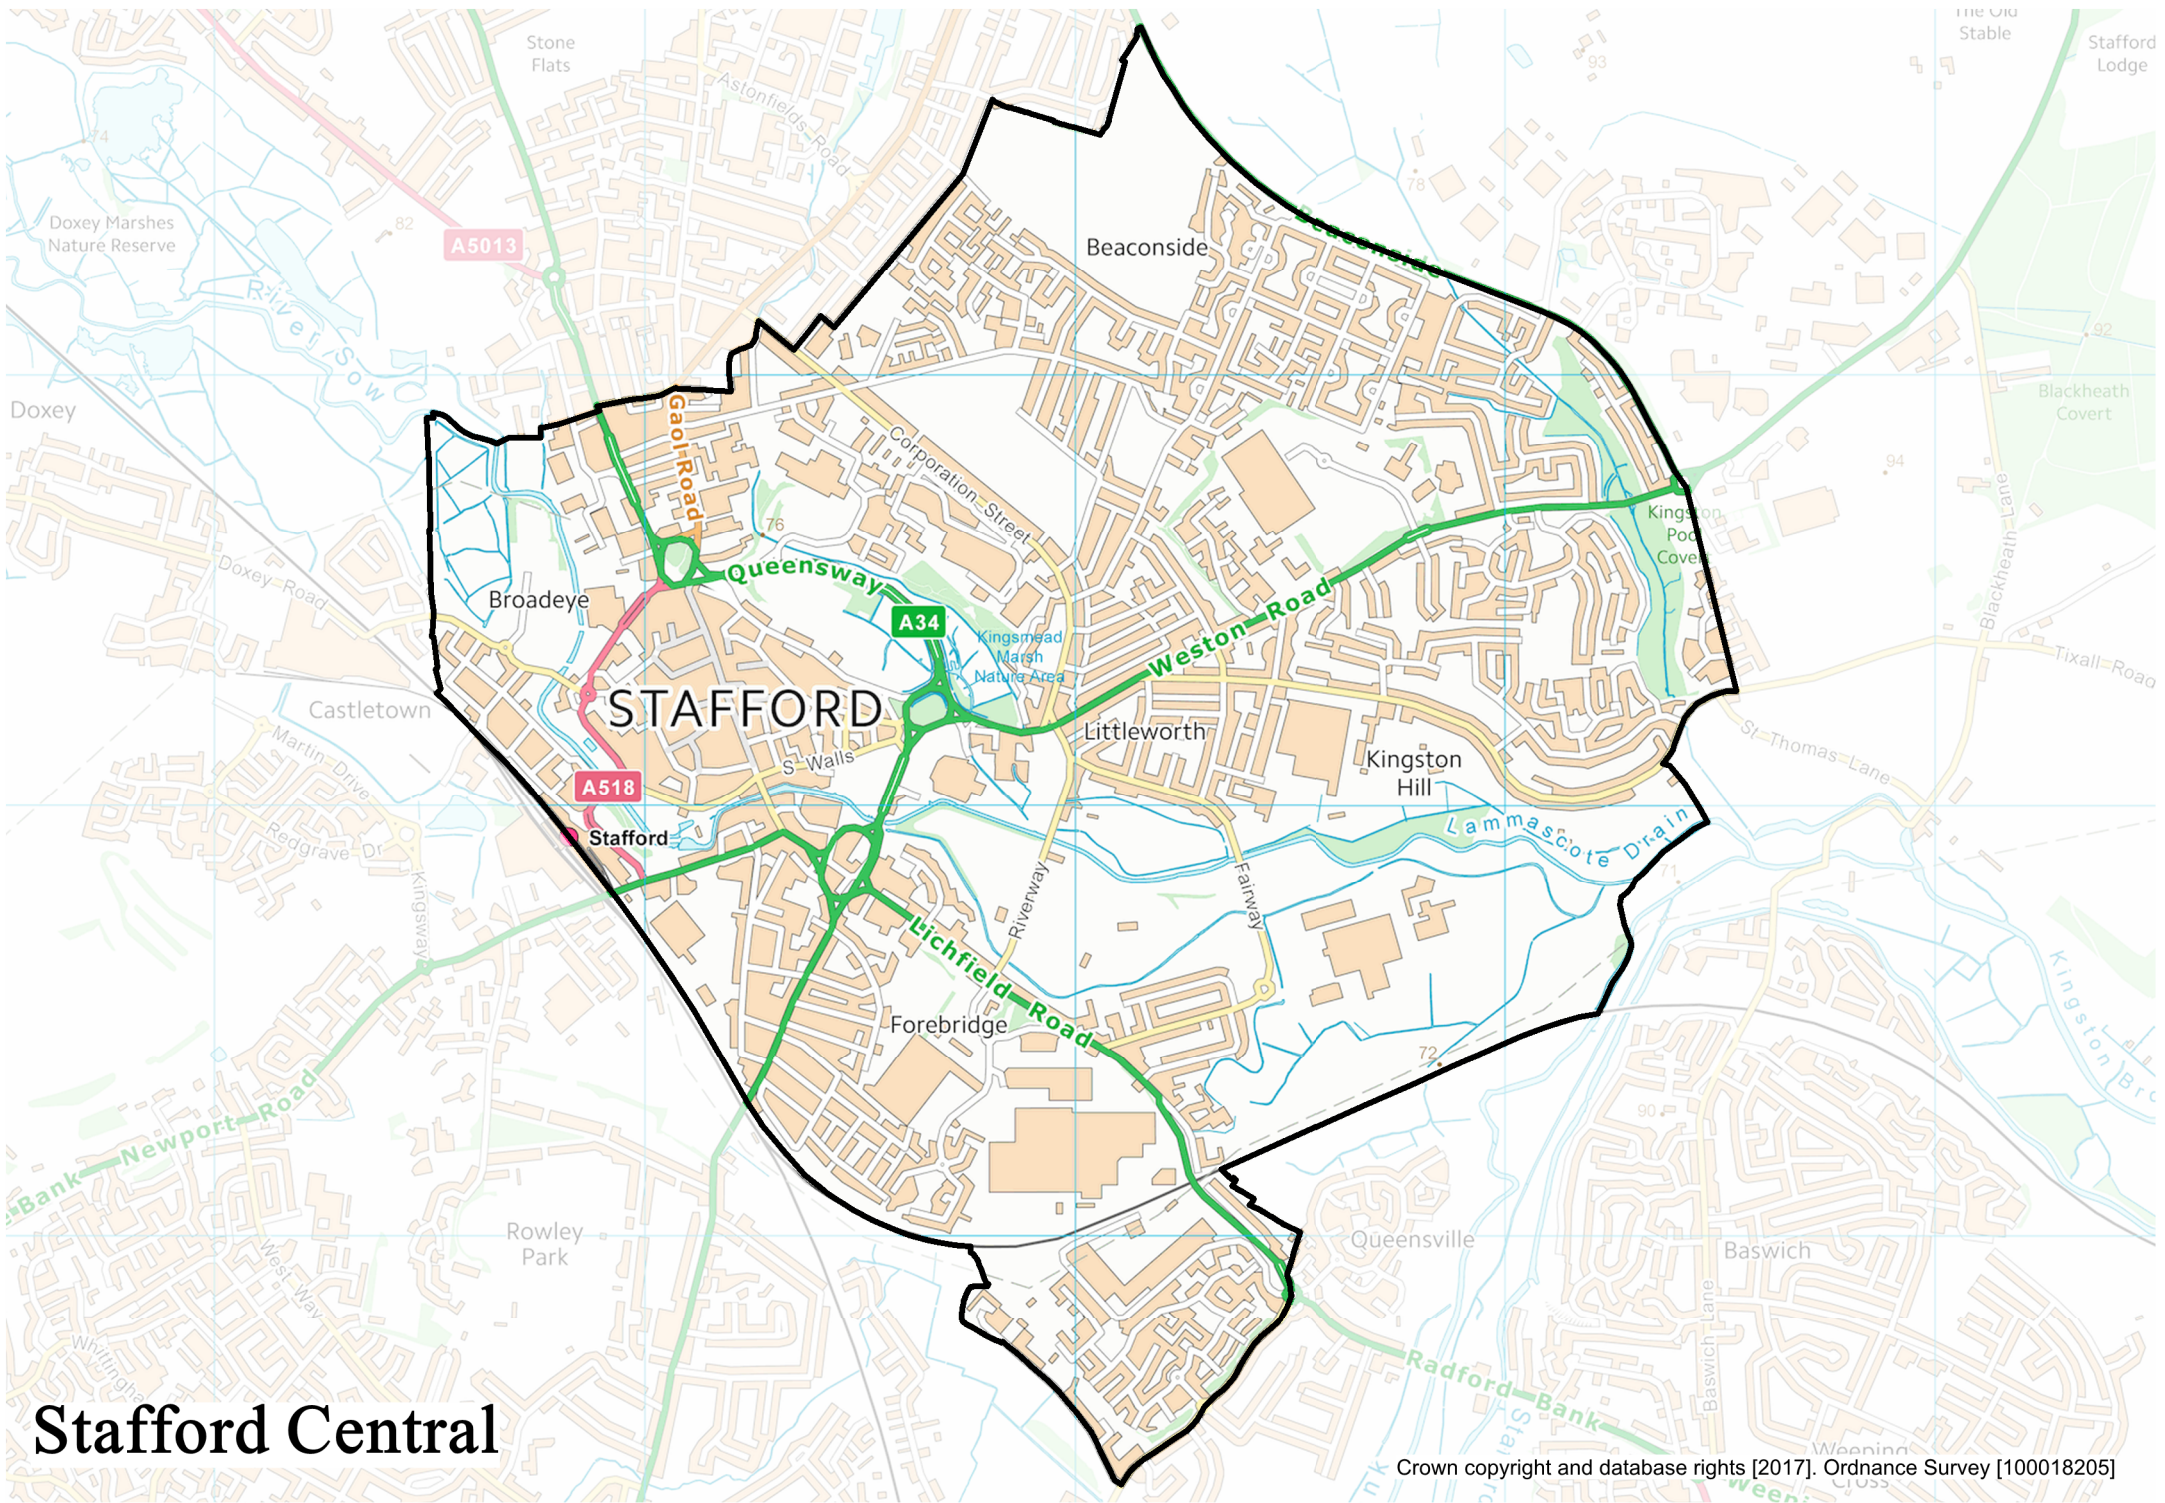 The Old
Stable
Stafford
Lodge
Stone
Flats
93
Astonfields Road
74
78
Doxey Marshes
Nature Reserve
82
A5013
Beaconside
Beaconside
River Sow
92
Blackheath
Covert
Doxey
Gaol Road
Corporation Street
94
76
Kingston
Pool
Covert
Blackheath Lane
Doxey Road
Queensway
Broadeye
A34
Weston Road
Kingsmead
Marsh
Nature Area
Tixall Road
STAFFORD
Castletown
Littleworth
St Thomas Lane
Martin Drive
S Walls
Kingston
Hill
A518
Lammascote Drain
Stafford
Redgrave Dr
71
Kingsway
Riverway
Fairway
Lichfield Road
Kingston Bro
Forebridge
72
90
Newport Road
Bank
Rowley
Park
Queensville
Baswich
West Way
Baswich Lane
Whittingham
Radford Bank
Stafford Central
Weeping
Cross
Crown copyright and database rights [2017]. Ordnance Survey [100018205]